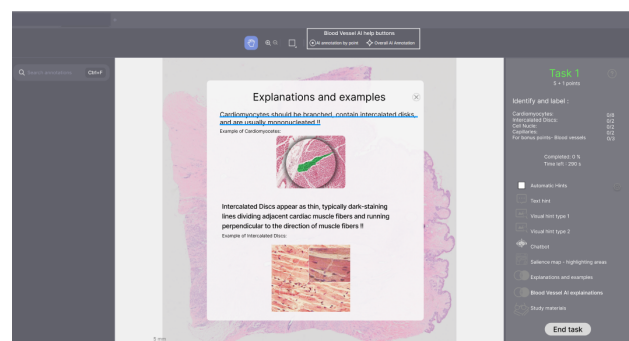 Blood Vessel AI help buttons
AI annotation by point
Overall AI Annotation
Search annotations
Ctrl+F
Explanations and examples
Cardiomyocytes should be branched, contain intercalated disks,
and are usually mononucleated !!
Example of Cardiomyocetes:
Intercalated Discs appear as thin, typically dark-staining
lines dividing adjacent cardiac muscle fibers and running
perpendicular to the direction of muscle fibers !!
Example of Intercalated Discs:
5 mm
Task 1
5 + 1 points
Identify and label :
Cardiomyocytes: 0/8
Intercalated Discs: 0/2
Cell Nuclei: 0/2
Capillaries: 0/2
For bonus points- Blood vessels 0/3
Completed: 0 %
Time left : 290 s
Automatic Hints
Text hint
Visual hint type 1
Visual hint type 2
Chatbot
Salience map - highlighting areas
Explanations and examples
Blood Vessel AI explainations
Study materials
End task